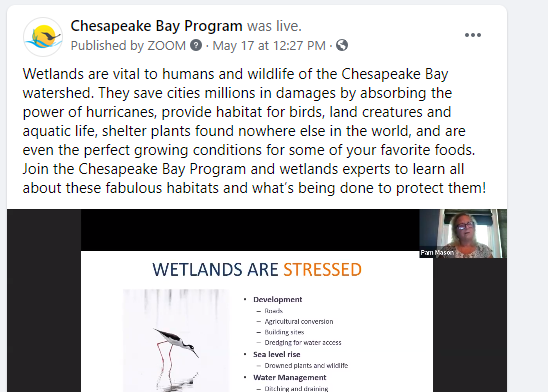 Chesapeake Bay Program was live.
Published by ZOOM ? · May 17 at 12:27 PM ·
Wetlands are vital to humans and wildlife of the Chesapeake Bay
watershed. They save cities millions in damages by absorbing the
power of hurricanes, provide habitat for birds, land creatures and
aquatic life, shelter plants found nowhere else in the world, and are
even the perfect growing conditions for some of your favorite foods.
Join the Chesapeake Bay Program and wetlands experts to learn all
about these fabulous habitats and what's being done to protect them!
Pam Mason
WETLANDS ARE STRESSED
• Development
– Roads
– Agricultural conversion
– Building sites
– Dredging for water access
• Sea level rise
– Drowned plants and wildlife
• Water Management
– Ditching and draining